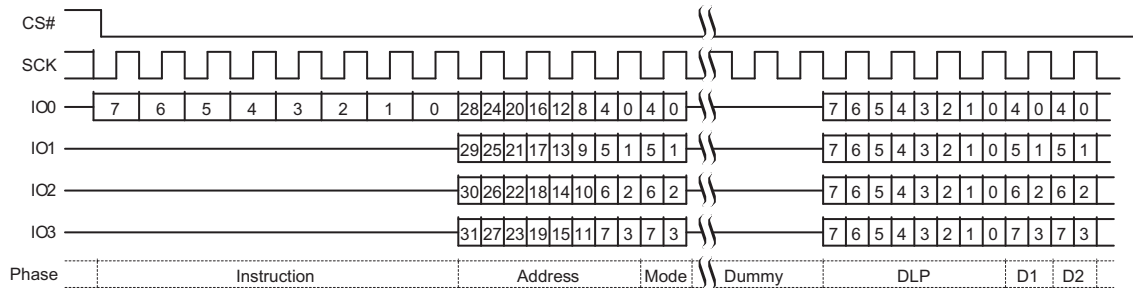 CS#
SCK
IO0 7 6 5 4 3 2 1 0 28 24 20 16 12 8 4 0 4 0 7 6 5 4 3 2 1 0 4 0 4 0
IO1 29 25 21 17 13 9 5 1 5 1 7 6 5 4 3 2 1 0 5 1 5 1
IO2 30 26 22 18 14 10 6 2 6 2 7 6 5 4 3 2 1 0 6 2 6 2
IO3 31 27 23 19 15 11 7 3 7 3 7 6 5 4 3 2 1 0 7 3 7 3
Phase Instruction Address Mode Dummy DLP D1 D2